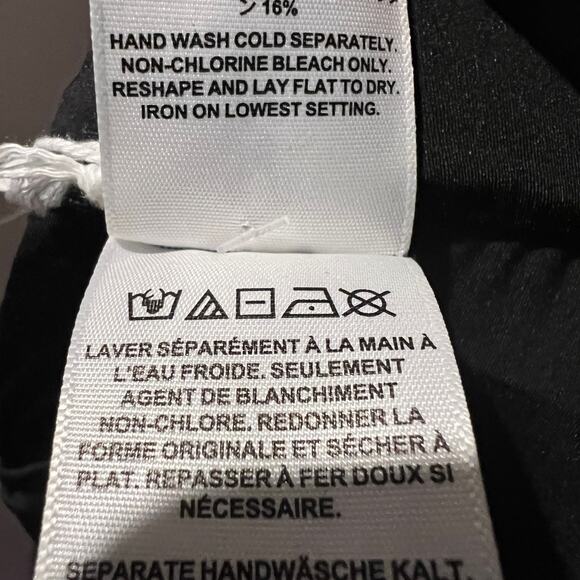 ン 16%
HAND WASH COLD SEPARATELY.
NON-CHLORINE BLEACH ONLY.
RESHAPE AND LAY FLAT TO DRY.
IRON ON LOWEST SETTING.
LAVER SÉPARÉMENT À LA MAIN À
L'EAU FROIDE. SEULEMENT
AGENT DE BLANCHIMENT
NON-CHLORE. REDONNER LA
FORME ORIGINALE ET SÉCHER À
PLAT. REPASSER À FER DOUX SI
NÉCESSAIRE.
SEPARATE HANDWÄSCHE KALT.